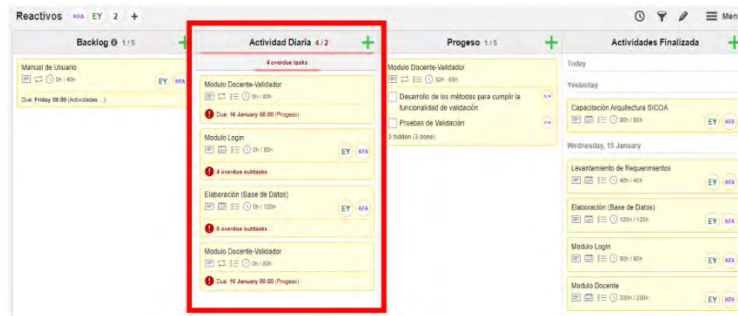 Reactivos KFA EY 2 +
Menu
Backlog 1/5
Manual de Usuario
0h / 40h
EY KFA
Due: Friday 00:00 (Actividades ...)
Actividad Diaria 4/2
4 overdue tasks
Modulo Docente-Validador
0h / 80h
Due: 16 January 00:00 (Progeso)
Modulo Login
0h / 80h
EY KFA
4 overdue subtasks
Elaboración (Base de Datos)
0h / 120h
EY KFA
6 overdue subtasks
Modulo Docente-Validador
0h / 80h
Due: 16 January 00:00 (Progeso)
Progeso 1/5
Modulo Docente-Validador
Desarrollo de los métodos para cumplir la
funcionalidad de validación
Pruebas de Validación
3 hidden (3 done)
Actividades Finalizada
Today
Yesterday
Capacitación Arquitectura SICOA
80h / 80h
EY KFA
Wednesday, 15 January
Levantamiento de Requerimientos
40h / 40h
EY KFA
Elaboración (Base de Datos)
120h / 120h
EY KFA
Modulo Login
80h / 80h
EY KFA
Modulo Docente
200h / 200h
EY KFA